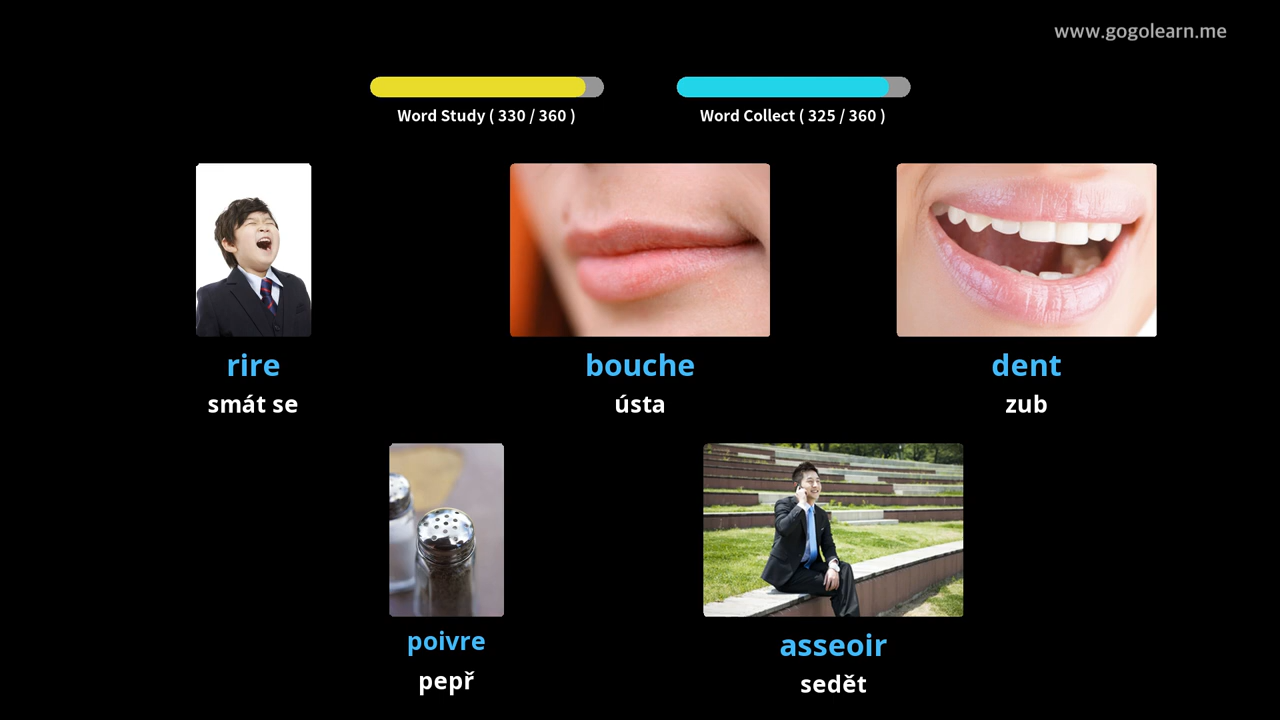 www.gogolearn.me
Word Study ( 330 / 360 )
Word Collect ( 325 / 360 )
rire
smát se
bouche
ústa
dent
zub
poivre
pepř
asseoir
sedět